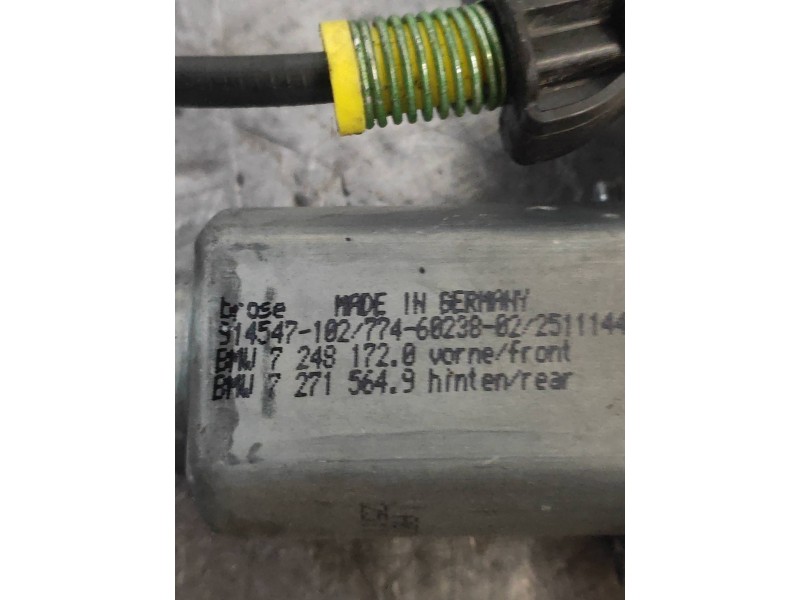 brose MADE IN GERMANY
914547-102/774-60238-02/2511144
BMW 7 248 172.0 vorne/front
BMW 7 271 564.9 hinten/rear